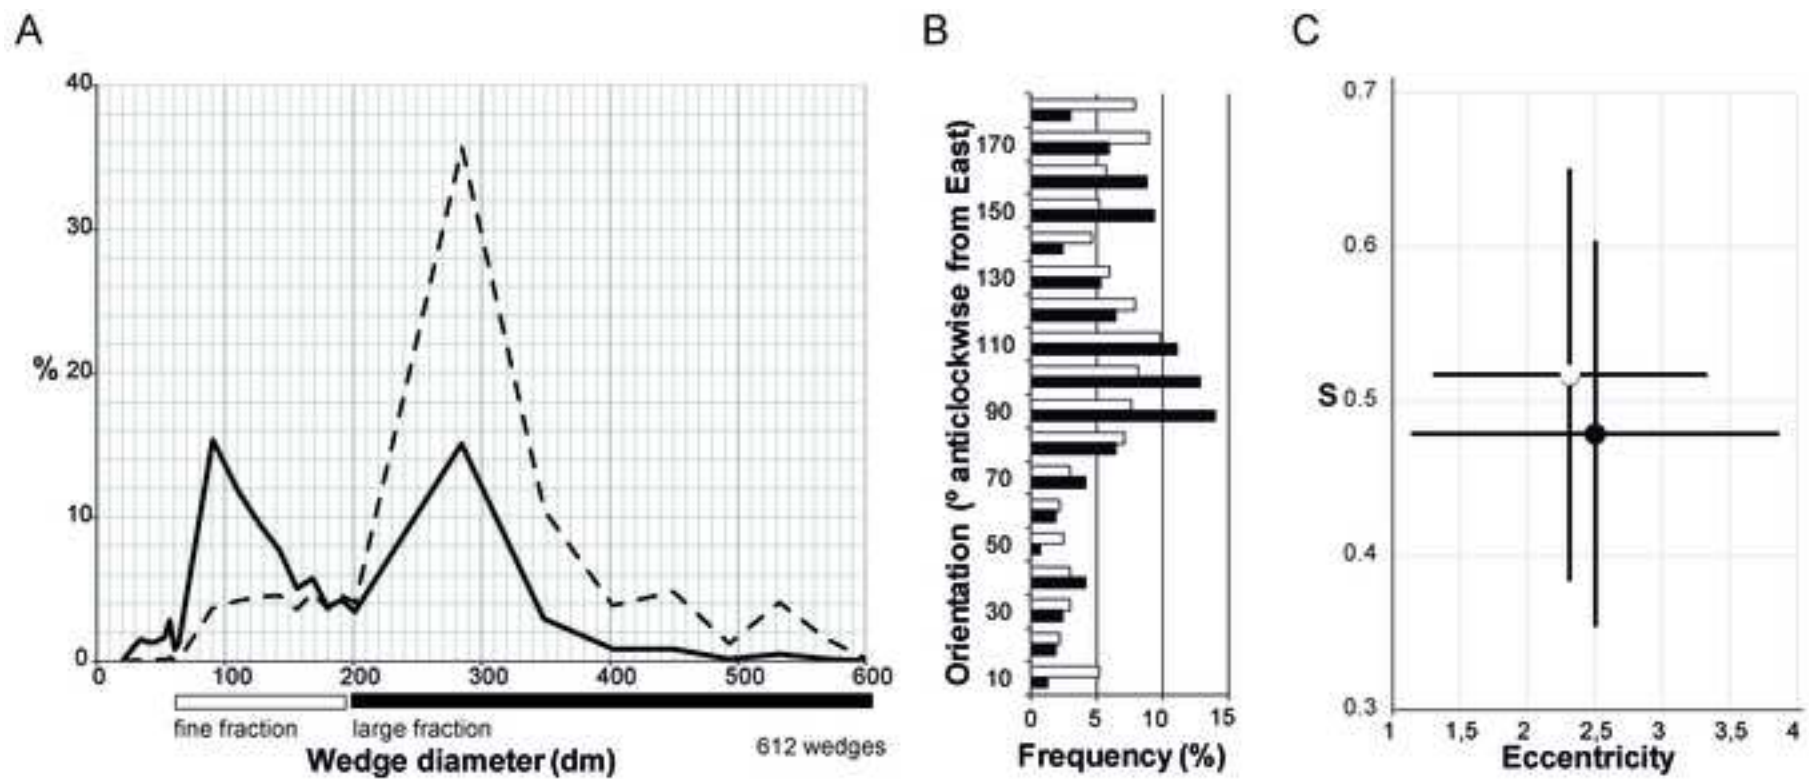 A
40
30
% 20
10
0
0 100 200 300 400 500 600
fine fraction large fraction
612 wedges
Wedge diameter (dm)
B
Orientation (º anticlockwise from East)
170
150
130
110
90
70
50
30
10
0 5 10 15
Frequency (%)
C
0.7
0.6
S 0.5
0.4
0.3
1 1,5 2 2,5 3 3,5 4
Eccentricity